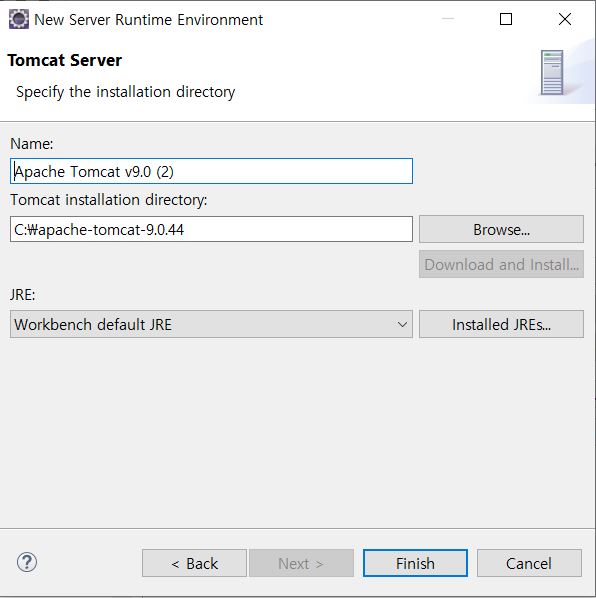 New Server Runtime Environment
Tomcat Server
Specify the installation directory
Name:
Apache Tomcat v9.0 (2)
Tomcat installation directory:
C:₩apache-tomcat-9.0.44
Browse...
Download and Install...
JRE:
Workbench default JRE
Installed JREs...
?
< Back
Next >
Finish
Cancel